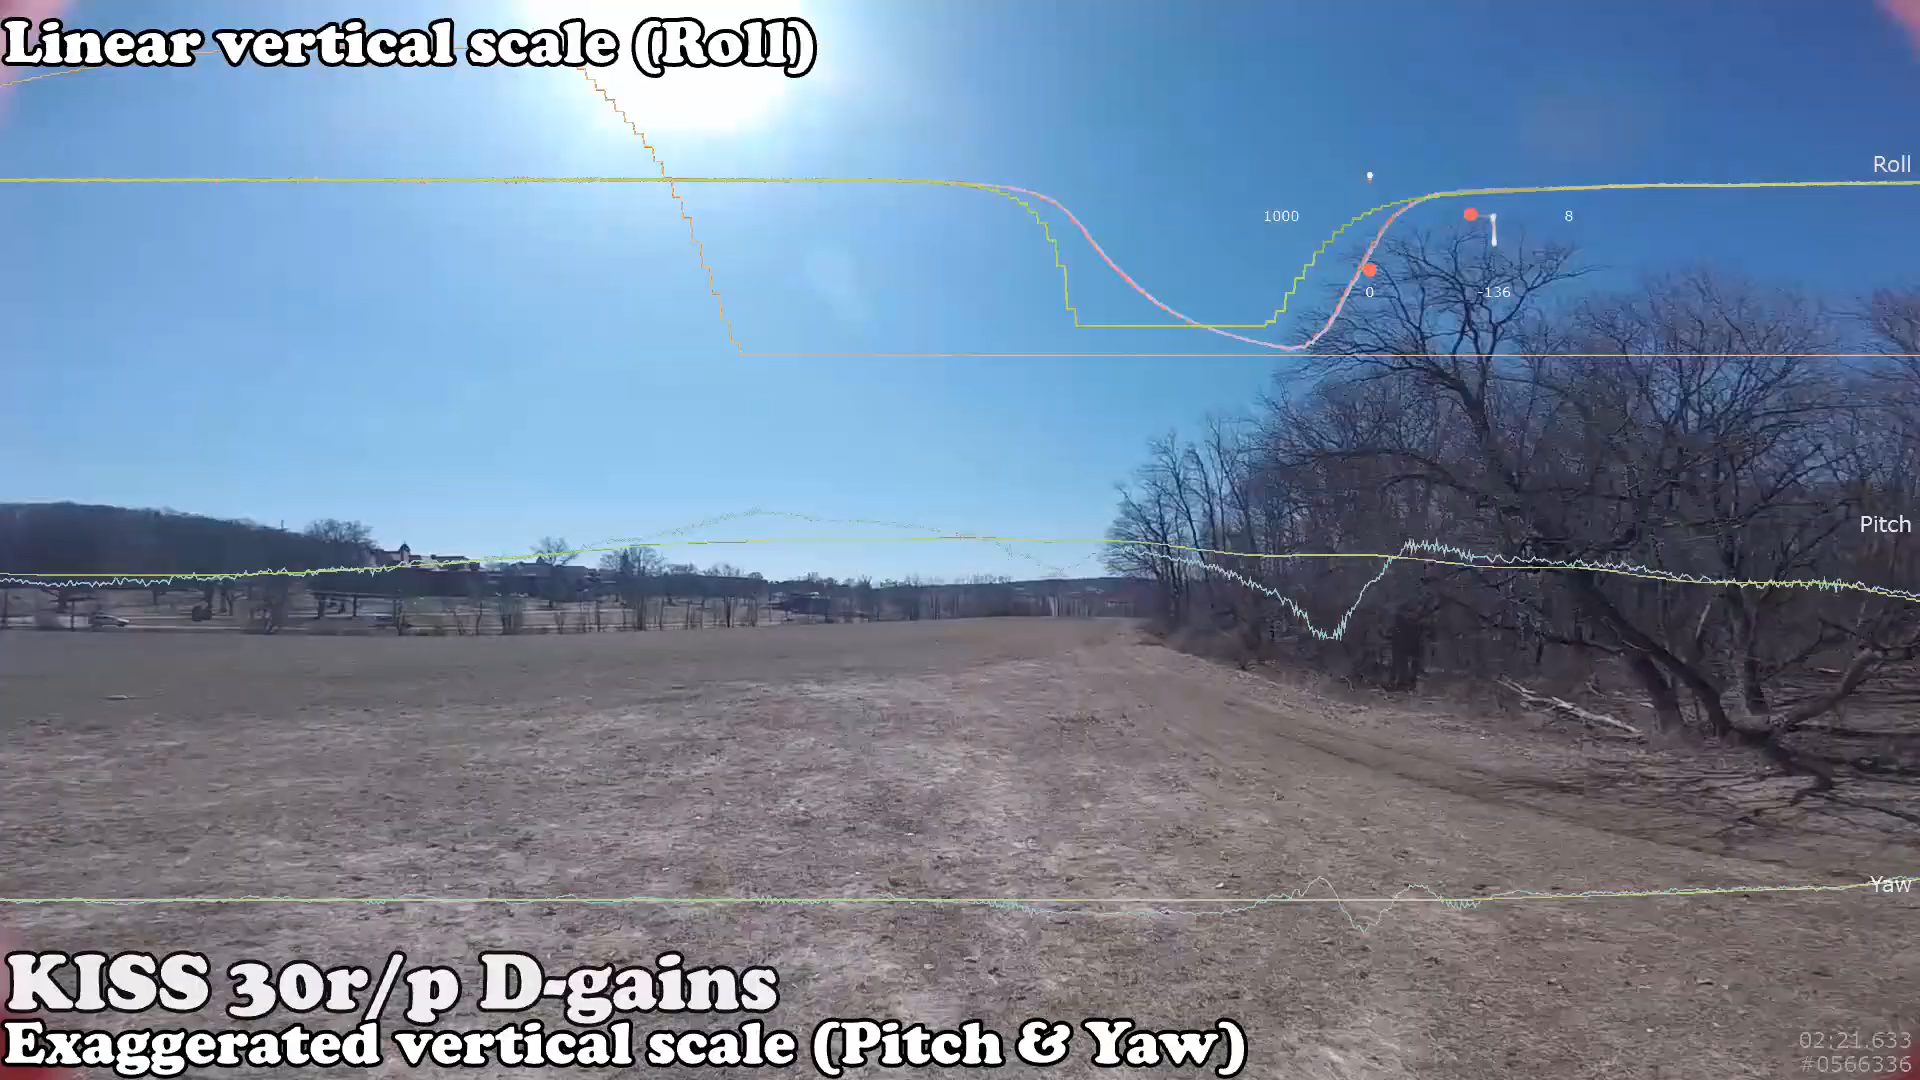 Linear vertical scale (Roll)
Roll
1000 8
0 -136
Pitch
Yaw
KISS 30r/p D-gains
Exaggerated vertical scale (Pitch & Yaw)
02:21.633
#0566336